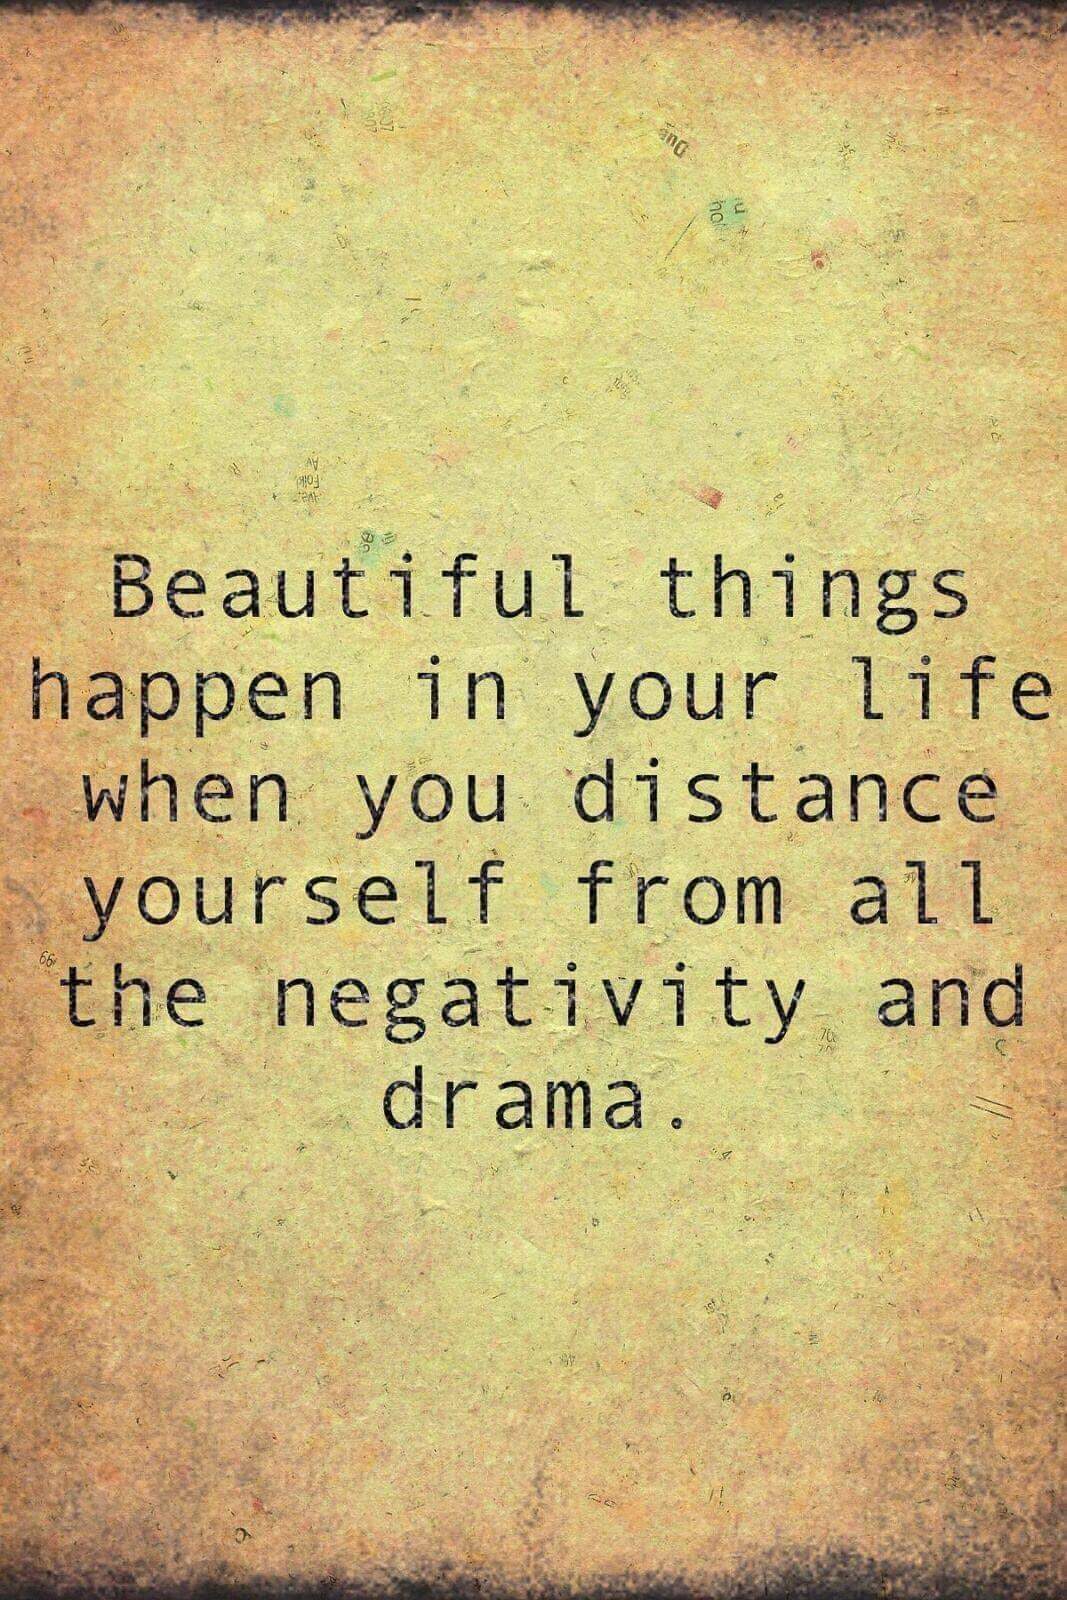 Beautiful things
happen in your life
when you distance
yourself from all
the negativity and
drama.